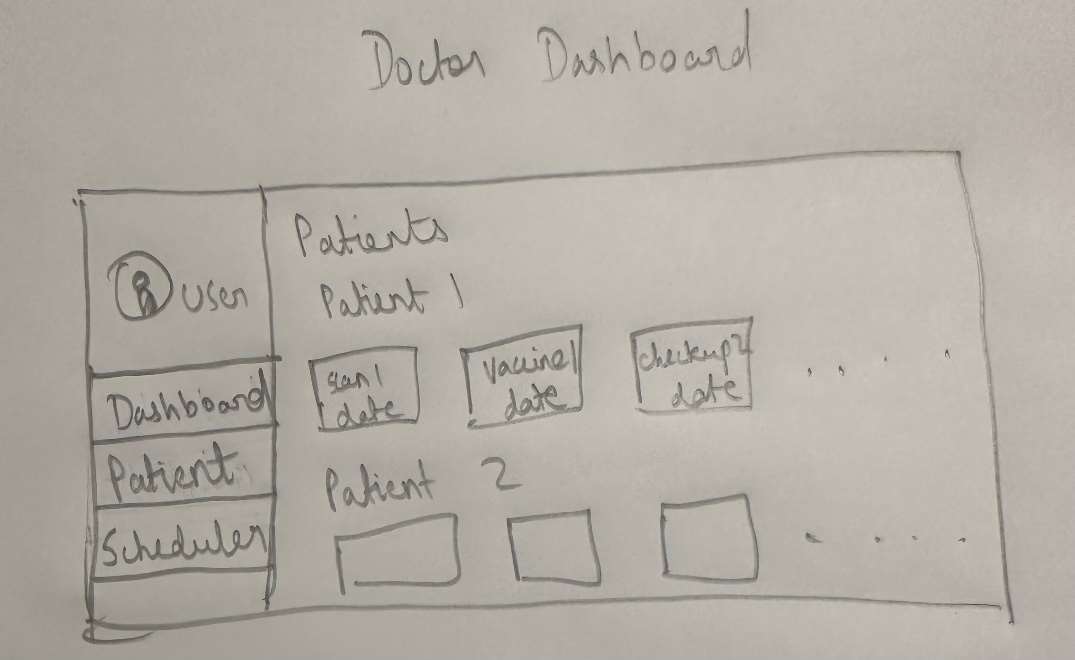 Doctor Dashboard
User
Dashboard
Patient
Scheduler
Patients
Patient 1
scan1
date
Vaccine1
date
checkup2
date
Patient 2